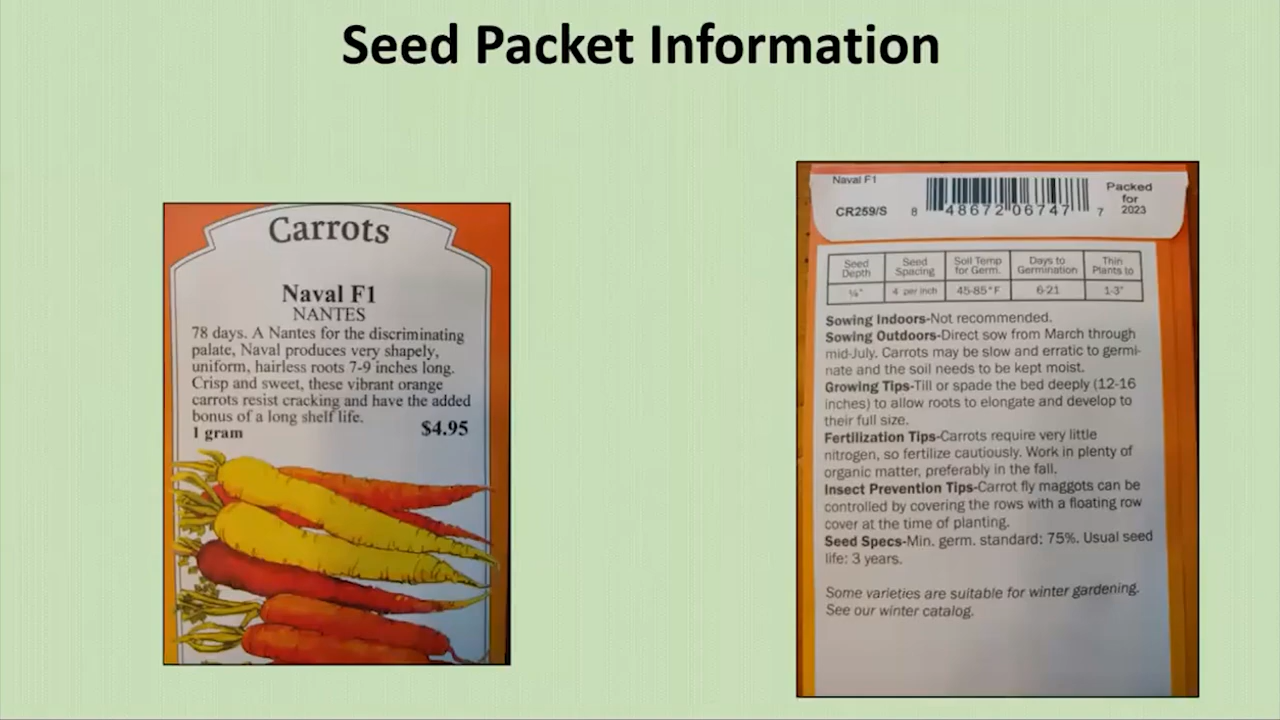 Seed Packet Information
Carrots
Naval F1
NANTES
78 days. A Nantes for the discriminating
palate, Naval produces very shapely,
uniform, hairless roots 7-9 inches long.
Crisp and sweet, these vibrant orange
carrots resist cracking and have the added
bonus of a long shelf life.
1 gram $4.95
Naval F1
CR259/S
8 48672 06747 7
Packed
for
2023
Seed Depth Seed Spacing Soil Temp for Germ. Days to Germination Thin Plants to
¼" 4 per inch 45-85°F 6-21 1-3"
Sowing Indoors-Not recommended.
Sowing Outdoors-Direct sow from March through
mid-July. Carrots may be slow and erratic to germi-
nate and the soil needs to be kept moist.
Growing Tips-Till or spade the bed deeply (12-16
inches) to allow roots to elongate and develop to
their full size.
Fertilization Tips-Carrots require very little
nitrogen, so fertilize cautiously. Work in plenty of
organic matter, preferably in the fall.
Insect Prevention Tips-Carrot fly maggots can be
controlled by covering the rows with a floating row
cover at the time of planting.
Seed Specs-Min. germ. standard: 75%. Usual seed
life: 3 years.
Some varieties are suitable for winter gardening.
See our winter catalog.